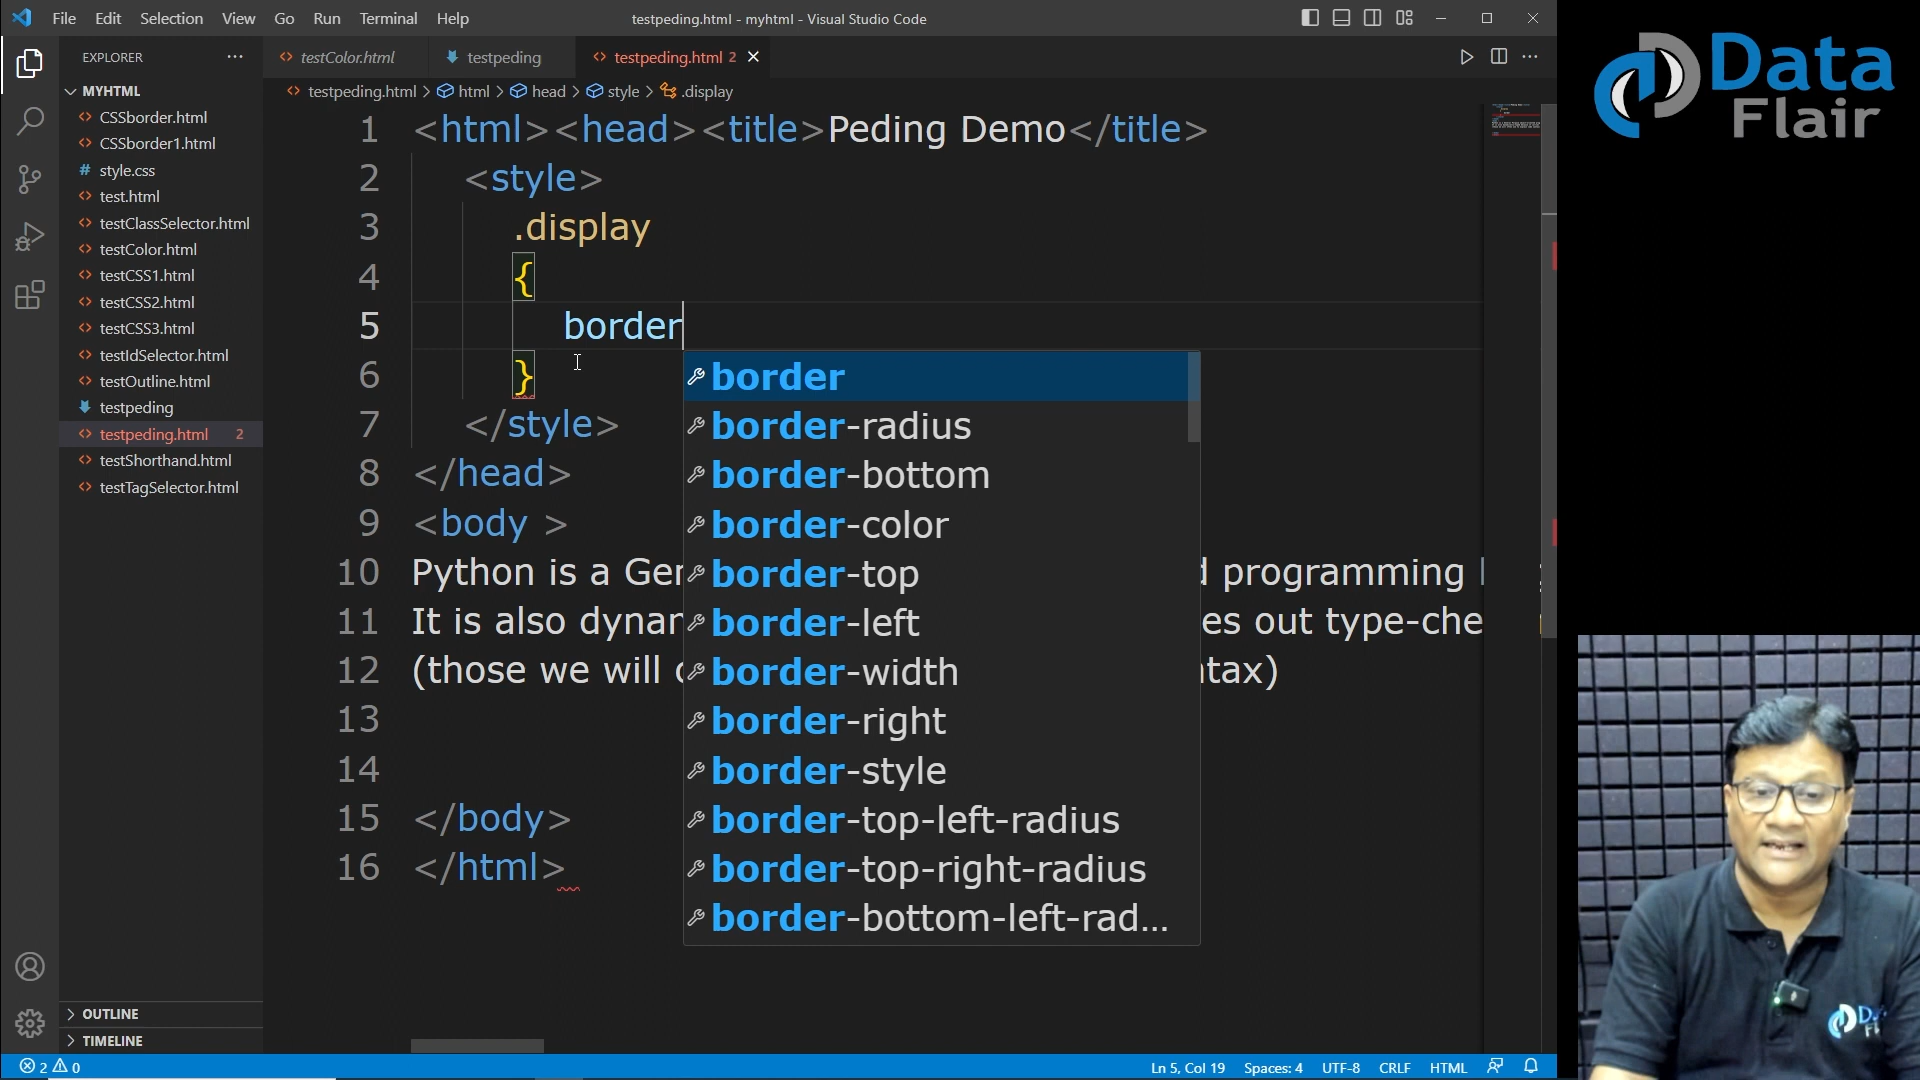 File Edit Selection View Go Run Terminal Help
testpeding.html - myhtml - Visual Studio Code
EXPLORER
MYHTML
CSSborder.html
CSSborder1.html
# style.css
test.html
testClassSelector.html
testColor.html
testCSS1.html
testCSS2.html
testCSS3.html
testIdSelector.html
testOutline.html
testpeding
testpeding.html 2
testShorthand.html
testTagSelector.html
OUTLINE
TIMELINE
testColor.html testpeding testpeding.html 2
testpeding.html > html > head > style > .display
1 <html><head><title>Peding Demo</title>
2 <style>
3 .display
4 {
5 border
6 }
7 </style>
8 </head>
9 <body >
10 Python is a programming
11 It is also out type-che
12 (those we will
13
14
15 </body>
16 </html>
border
border-radius
border-bottom
border-color
border-top
border-left
border-width
border-right
border-style
border-top-left-radius
border-top-right-radius
border-bottom-left-rad...
2 0
Ln 5, Col 19 Spaces: 4 UTF-8 CRLF HTML
Data
Flair